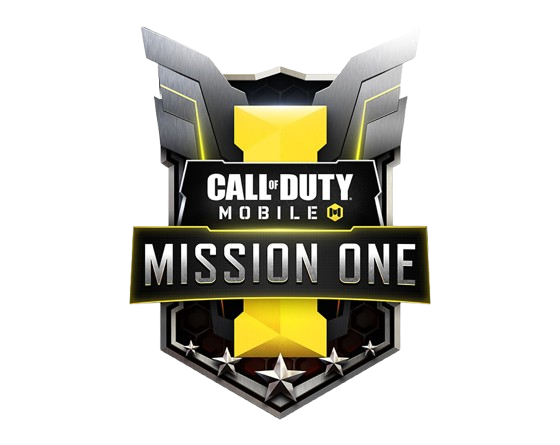 CALL OF DUTY®
MOBILE M
MISSION ONE